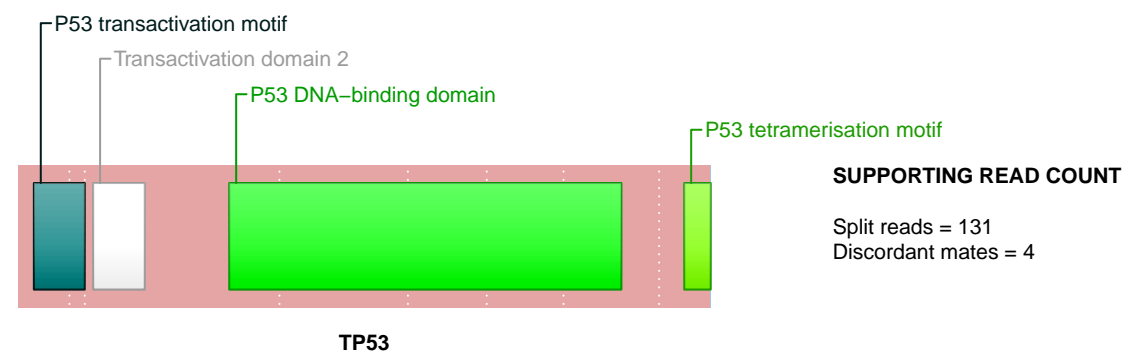 P53 transactivation motif
Transactivation domain 2
P53 DNA−binding domain
P53 tetramerisation motif
SUPPORTING READ COUNT
Split reads = 131
Discordant mates = 4
TP53